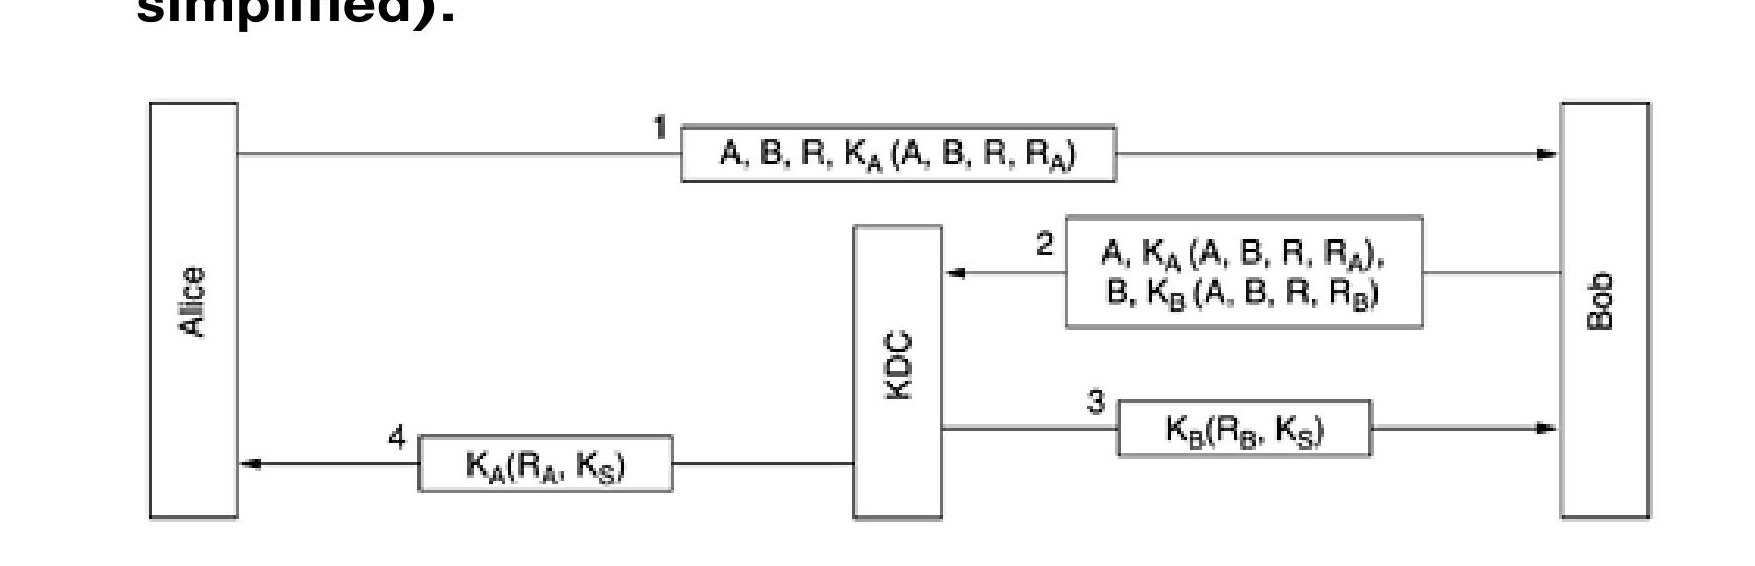 simplified).
1
A, B, R, K_A (A, B, R, R_A)
2
A, K_A (A, B, R, R_A),
B, K_B (A, B, R, R_B)
Alice
KDC
Bob
3
K_B(R_B, K_S)
4
K_A(R_A, K_S)